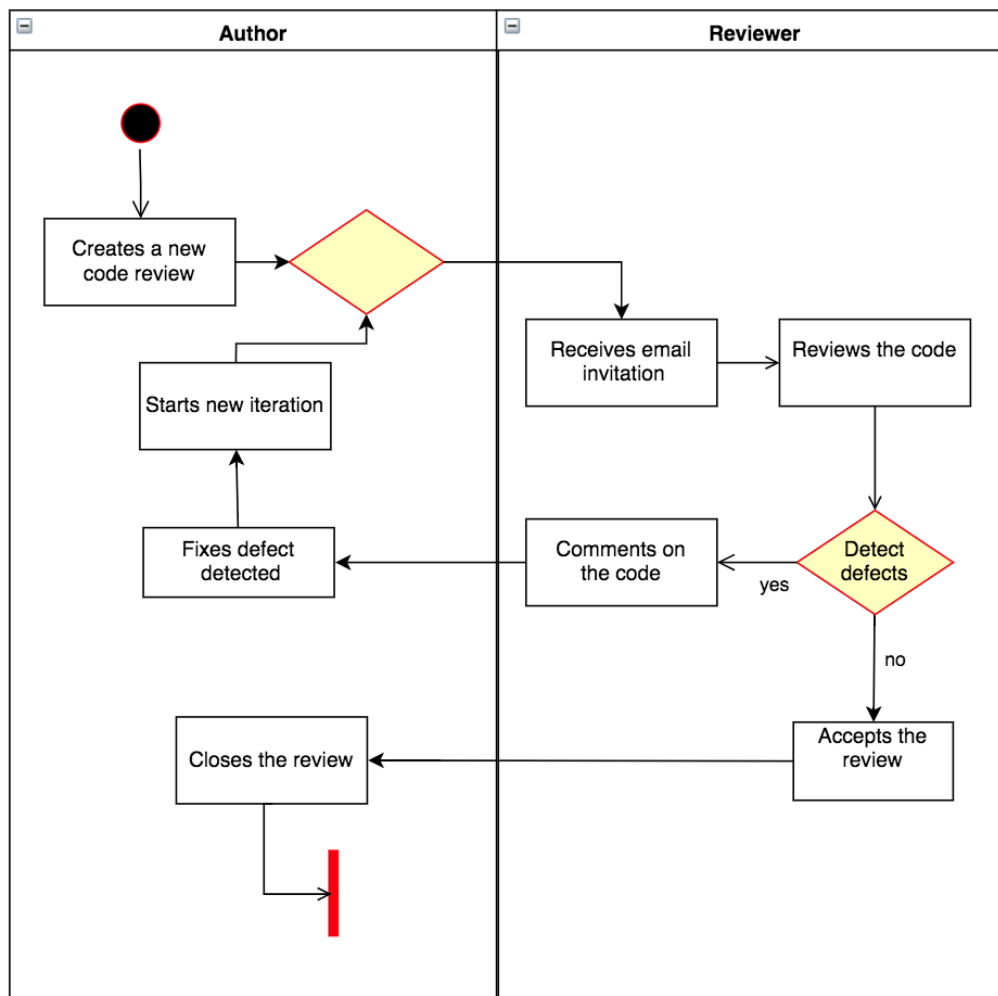 Author
Reviewer
Creates a new
code review
Receives email
invitation
Reviews the code
Starts new iteration
Fixes defect
detected
Comments on
the code
Detect
defects
yes
no
Closes the review
Accepts the
review